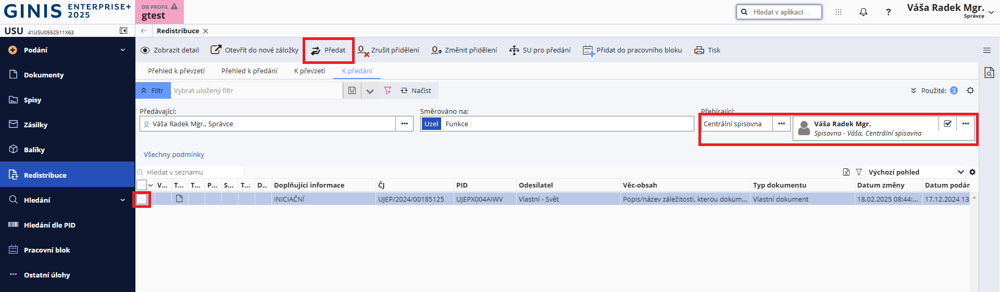 GINIS ENTERPRISE+ 2025
DB PROFIL
gtest
Hledat v aplikaci...
?
Váša Radek Mgr.
Správce
USU 41USU0552511X63
Redistribuce
Podání
Dokumenty
Spisy
Zásilky
Balíky
Redistribuce
Hledání
Hledání dle PID
Pracovní blok
Ostatní úlohy
Zobrazit detail Otevřít do nové záložky Předat Zrušit přidělení Změnit přidělení SU pro předání Přidat do pracovního bloku Tisk
Přehled k převzetí Přehled k předání K převzetí K předání
Filtr Vybrat uložený filtr Načíst Použité: 3
Předávající: Směrováno na: Přebírající:
Váša Radek Mgr., Správce ··· Uzel Funkce Centrální spisovna ··· Váša Radek Mgr. ···
Spisovna - Váša, Centrální spisovna
Všechny podmínky
Hledat v seznamu Výchozí pohled
V... T... T... P... S... T... D... Doplňující informace ČJ PID Odesílatel Věc-obsah Typ dokumentu Datum změny Datum podán
INICIAČNÍ UJEP/2024/00185125 UJEPX004AIWV Vlastní - Svět Popis/název záležitosti, kterou dokum... Vlastní dokument 18.02.2025 08:44:... 17.12.2024 13: